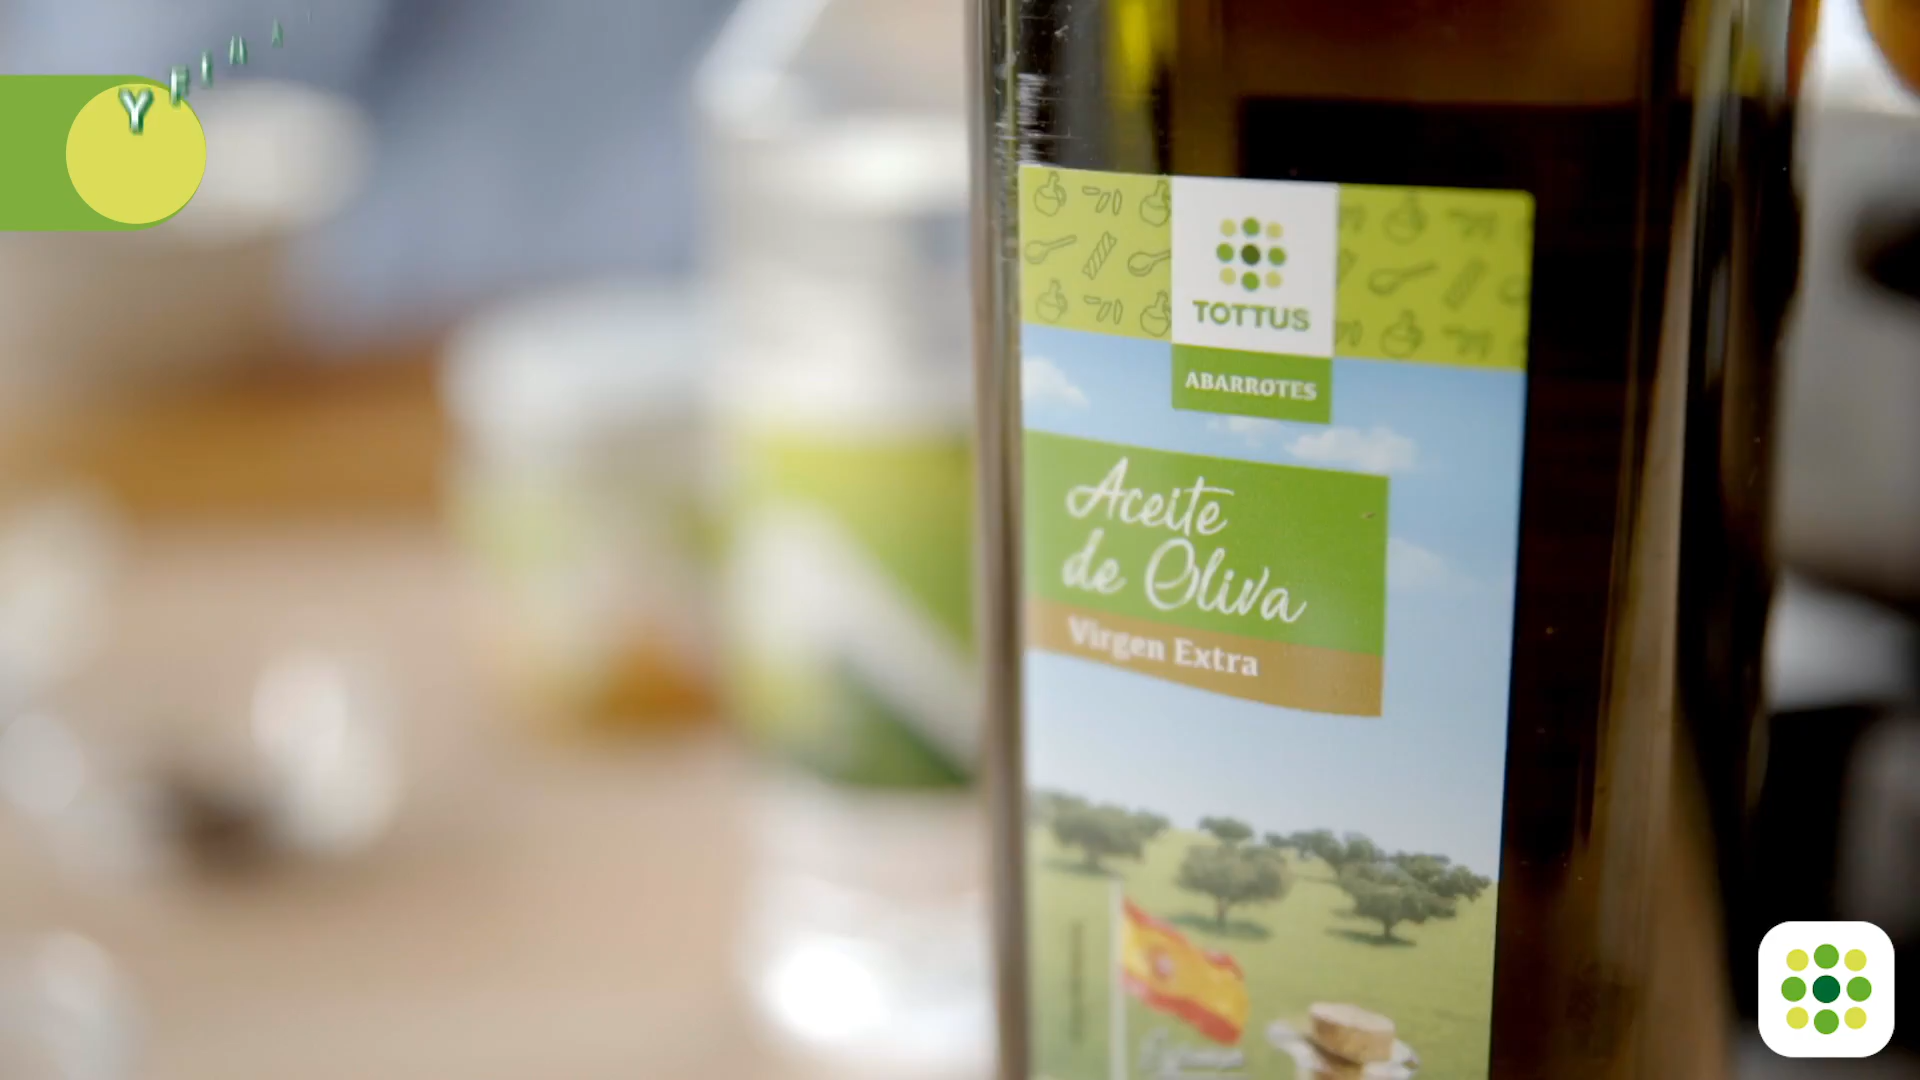 Y
TOTTUS
ABARROTES
Aceite
de Oliva
Virgen Extra